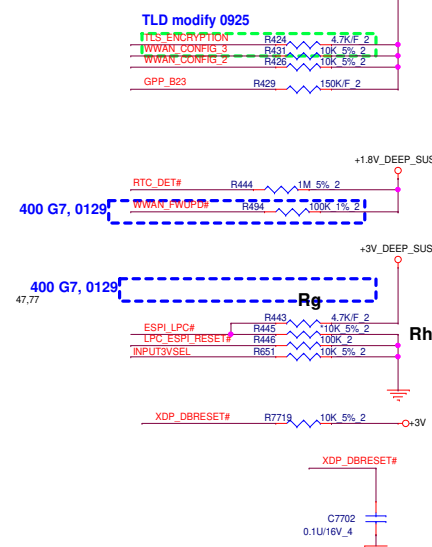 TLD modify 0925
TLS_ENCRYPTION R424 4.7K/F_2
WWAN_CONFIG_3 R431 10K_5%_2
WWAN_CONFIG_2 R426 10K_5%_2
GPP_B23 R429 150K/F_2
+1.8V_DEEP_SUS
RTC_DET# R444 1M_5%_2
400 G7, 0129 WWAN_FWUPD# R494 100K_1%_2
+3V_DEEP_SUS
400 G7, 0129
47,77
Rg
R443 4.7K/F_2
ESPI_LPC# R445 10K_5%_2
Rh
LPC_ESPI_RESET# R446 100K_2
INPUT3VSEL R651 10K_5%_2
XDP_DBRESET# R7719 10K_5%_2 +3V
XDP_DBRESET#
C7702
0.1U/16V_4